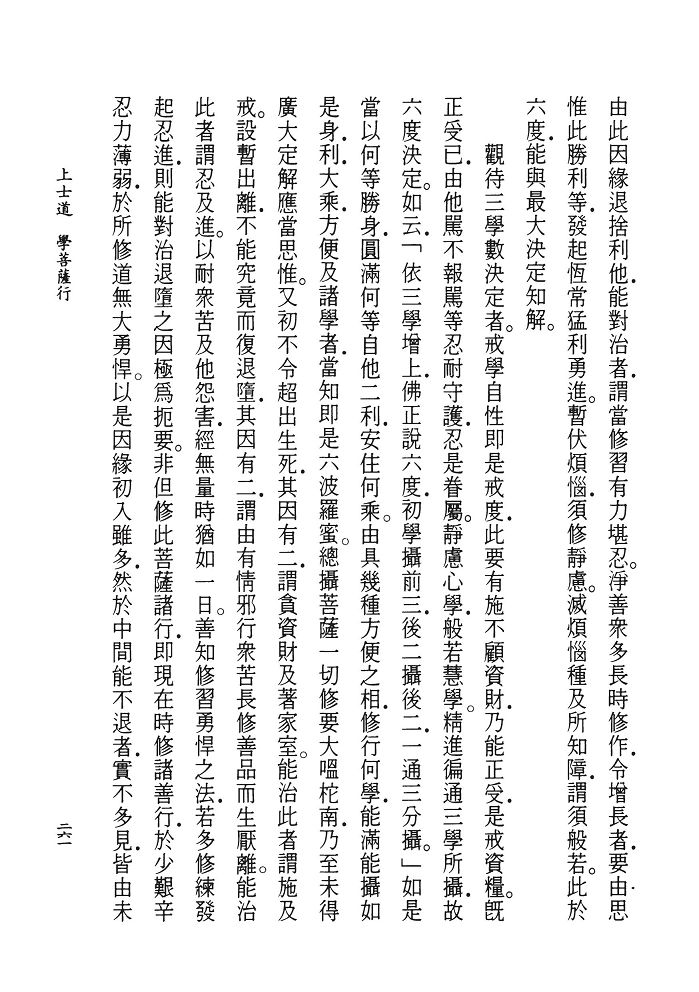 由此因緣退捨利他．能對治者．謂當修習有力堪忍。淨善衆多長時修作．令增長者．要由思
惟此勝利等．發起恆常猛利勇進。暫伏煩惱．須修靜慮。滅煩惱種及所知障．謂須般若。此於
六度．能與最大決定知解。
觀待三學數決定者。戒學自性即是戒度．此要有施不顧資財．乃能正受．是戒資糧。旣
正受已．由他罵不報罵等忍耐守護．忍是眷屬。靜慮心學．般若慧學。精進徧通三學所攝．故
六度決定。如云．「依三學增上．佛正說六度．初學攝前三．後二攝後二．一通三分攝。」如是
當以何等勝身．圓滿何等自他二利．安住何乘。由具幾種方便之相．修行何學．能滿能攝如
是身．利．大乘．方便及諸學者．當知即是六波羅蜜。總攝菩薩一切修要大嗢柁南．乃至未得
廣大定解應當思惟。又初不令超出生死．其因有二．謂貪資財及著家室。能治此者謂施及
戒。設暫出離．不能究竟而復退墮．其因有二．謂由有情邪行衆苦長修善品而生厭離。能治
此者謂忍及進。以耐衆苦及他怨害．經無量時猶如一日。善知修習勇悍之法．若多修練發
起忍進．則能對治退墮之因極爲扼要。非但修此菩薩諸行．即現在時修諸善行．於少艱辛
忍力薄弱．於所修道無大勇悍。以是因緣初入雖多．然於中間能不退者．實不多見．皆由未
上士道　學菩薩行
二六一